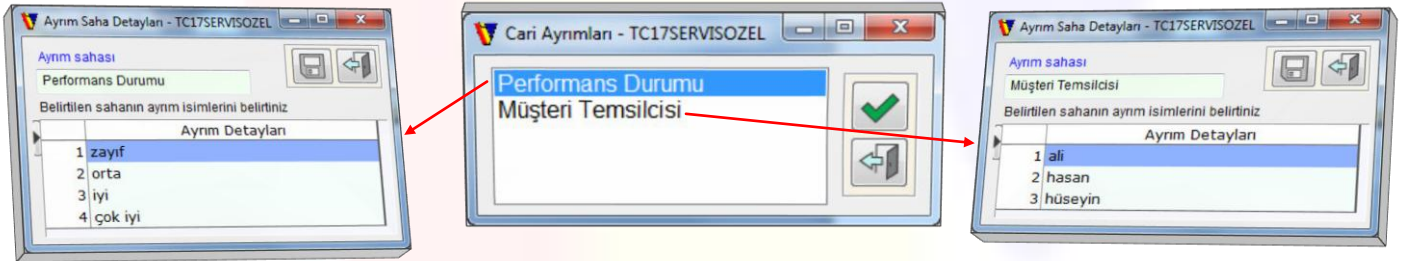 Ayrım Saha Detayları - TC17SERVISOZEL
Ayrım sahası
Performans Durumu
Belirtilen sahanın ayrım isimlerini belirtiniz
Ayrım Detayları
1 zayıf
2 orta
3 iyi
4 çok iyi
Cari Ayrımları - TC17SERVISOZEL
Performans Durumu
Müşteri Temsilcisi
Ayrım Saha Detayları - TC17SERVISOZEL
Ayrım sahası
Müşteri Temsilcisi
Belirtilen sahanın ayrım isimlerini belirtiniz
Ayrım Detayları
1 ali
2 hasan
3 hüseyin